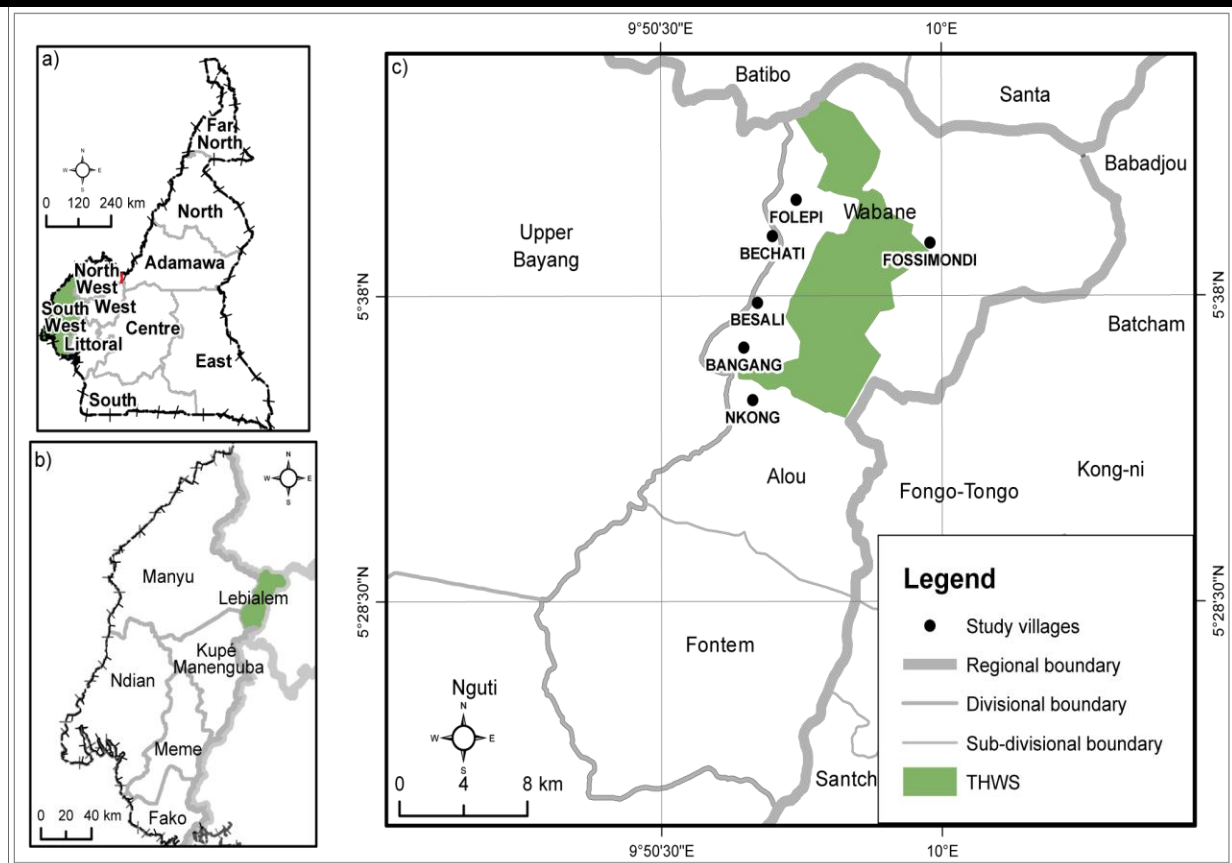 a)
Far
North
N
W
E
S
0 120 240 km
North
Adamawa
North
West
West
South
West
Littoral
Centre
East
South
b)
N
W
E
S
Manyu
Lebialem
Kupé
Manenguba
Ndian
Meme
Fako
0 20 40 km
9°50'30"E
10°E
c)
Batibo
Santa
Babadjou
Wabane
FOLEPI
Upper
Bayang
BECHATI
FOSSIMONDI
5°38'N
5°38'N
BESALI
Batcham
BANGANG
NKONG
Alou
Kong-ni
Fongo-Tongo
5°28'30"N
5°28'30"N
Fontem
Nguti
N
W
E
S
0 4 8 km
Santch
Legend
Study villages
Regional boundary
Divisional boundary
Sub-divisional boundary
THWS
9°50'30"E
10°E